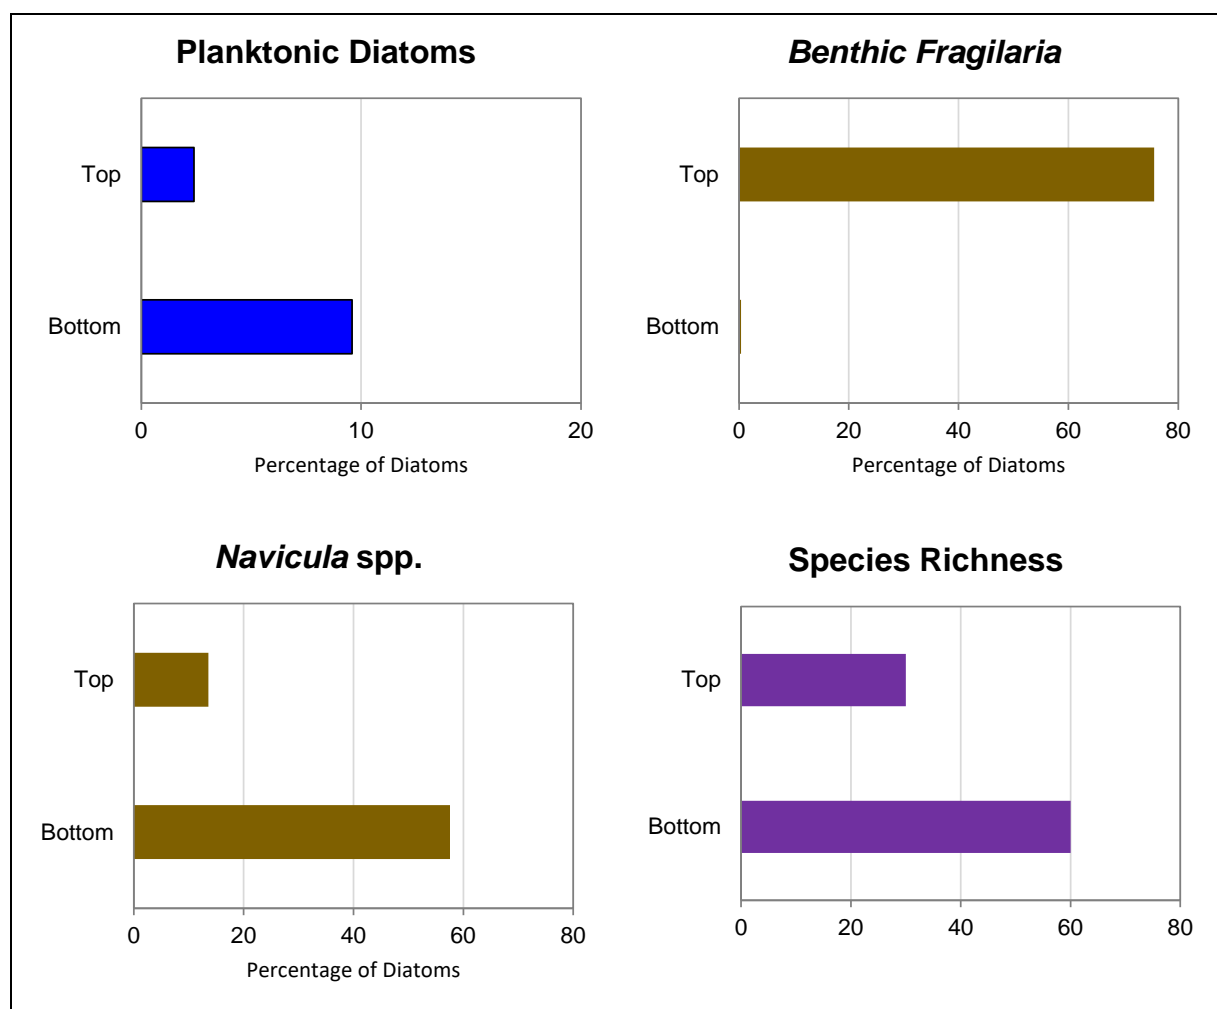 Planktonic Diatoms
Top
Bottom
0 10 20
Percentage of Diatoms
Benthic Fragilaria
Top
Bottom
0 20 40 60 80
Percentage of Diatoms
Navicula spp.
Top
Bottom
0 20 40 60 80
Percentage of Diatoms
Species Richness
Top
Bottom
0 20 40 60 80